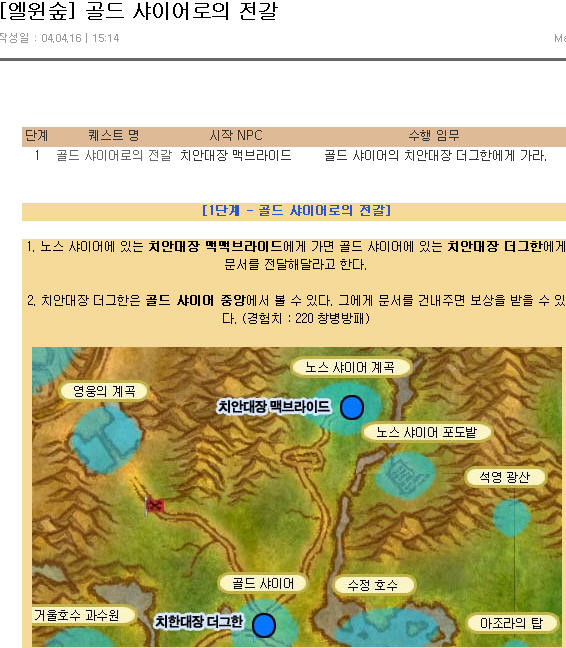 [엘윈숲] 골드 샤이어로의 전갈
작성일 : 04.04.16 | 15:14
단계 퀘스트 명 시작 NPC 수행 임무
1 골드 샤이어로의 전갈 치안대장 맥브라이드 골드 샤이어의 치안대장 더그한에게 가라.
[1단계 - 골드 샤이어로의 전갈]
1. 노스 샤이어에 있는 치안대장 맥맥브라이드에게 가면 골드 샤이어에 있는 치안대장 더그한에게
문서를 전달해달라고 한다.
2. 치안대장 더그한은 골드 샤이어 중앙에서 볼 수 있다. 그에게 문서를 건내주면 보상을 받을 수 있
다. (경험치 : 220 창병방패)
노스 샤이어 계곡
영웅의 계곡
치안대장 맥브라이드
노스 샤이어 포도밭
석영 광산
골드 샤이어
수정 호수
거울호수 과수원
치한대장 더그한
아조라의 탑